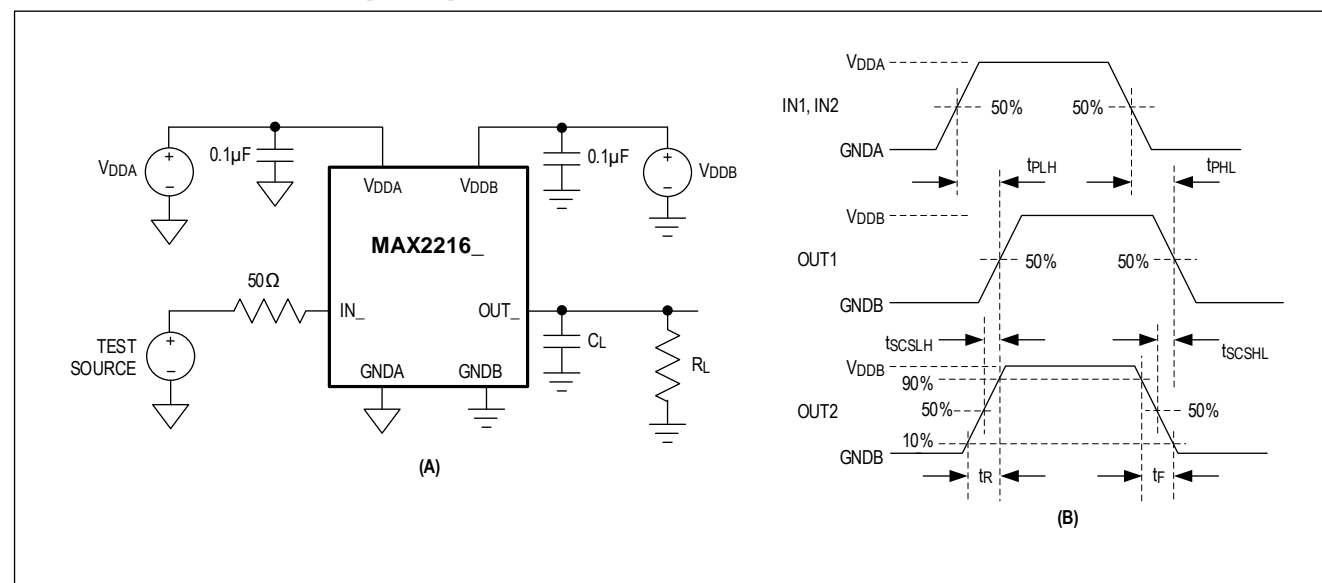 VDDA
0.1µF
VDDA
VDDB
0.1µF
VDDB
MAX2216_
50Ω
IN_
OUT_
TEST
SOURCE
CL
RL
GNDA
GNDB
(A)
VDDA
IN1, IN2
50%
50%
GNDA
tPLH
tPHL
VDDB
OUT1
50%
50%
GNDB
tSCSLH
tSCSHL
VDDB
90%
OUT2
50%
50%
10%
GNDB
tR
tF
(B)